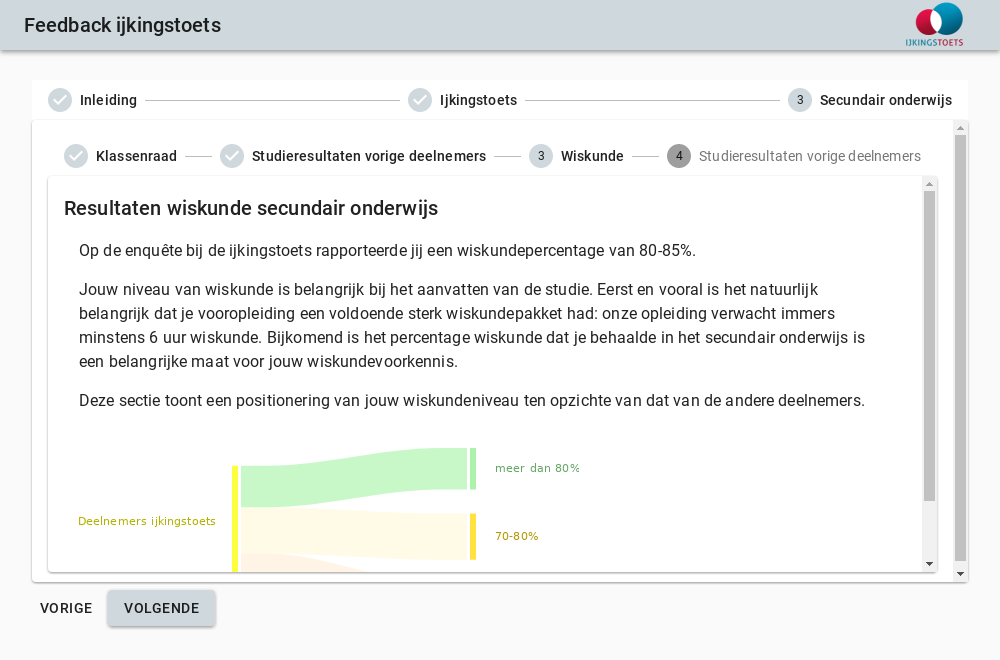 Feedback ijkingstoets
IJKINGSTOETS
Inleiding
Ijkingstoets
3 Secundair onderwijs
Klassenraad
Studieresultaten vorige deelnemers
3 Wiskunde
4 Studieresultaten vorige deelnemers
Resultaten wiskunde secundair onderwijs
Op de enquête bij de ijkingstoets rapporteerde jij een wiskundepercentage van 80-85%.
Jouw niveau van wiskunde is belangrijk bij het aanvatten van de studie. Eerst en vooral is het natuurlijk
belangrijk dat je vooropleiding een voldoende sterk wiskundepakket had: onze opleiding verwacht immers
minstens 6 uur wiskunde. Bijkomend is het percentage wiskunde dat je behaalde in het secundair onderwijs is
een belangrijke maat voor jouw wiskundevoorkennis.
Deze sectie toont een positionering van jouw wiskundeniveau ten opzichte van dat van de andere deelnemers.
meer dan 80%
Deelnemers ijkingstoets
70-80%
VORIGE
VOLGENDE